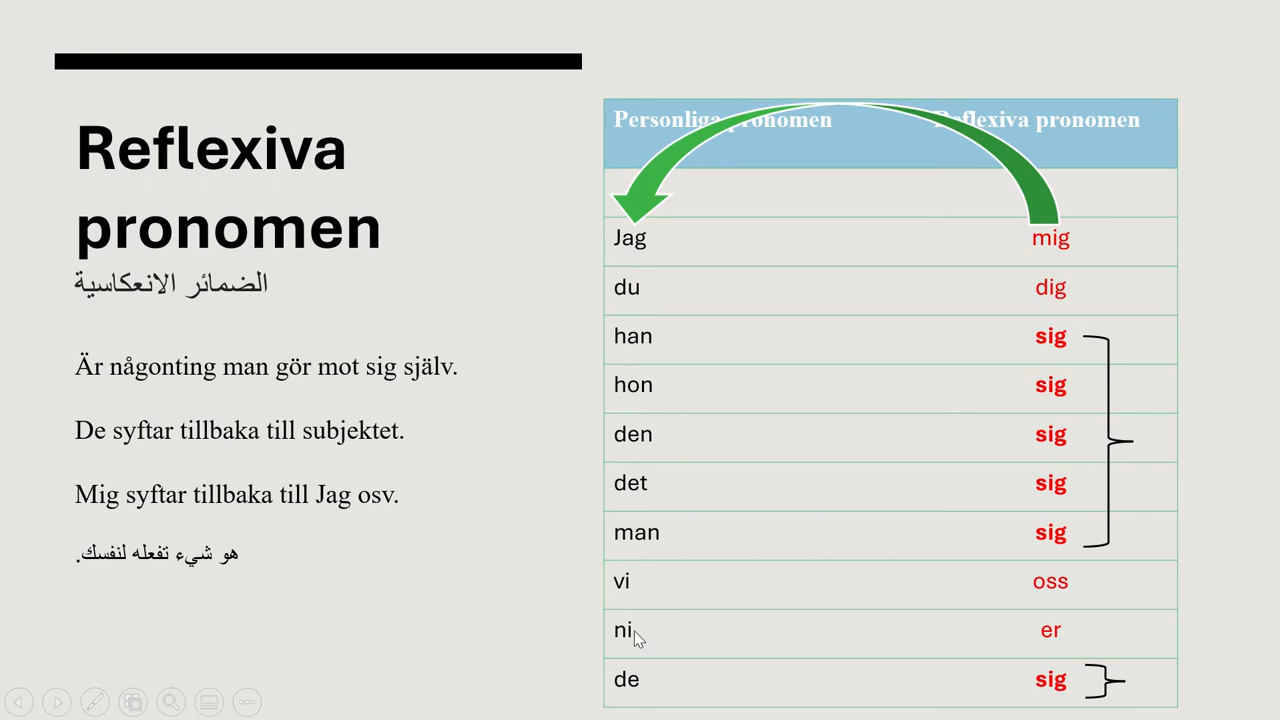 Reflexiva
pronomen
الضمائر الانعكاسية
Är någonting man gör mot sig själv.
De syftar tillbaka till subjektet.
Mig syftar tillbaka till Jag osv.
هو شيء تفعله لنفسك.
Personliga pronomen Reflexiva pronomen
Jag mig
du dig
han sig
hon sig
den sig
det sig
man sig
vi oss
ni er
de sig